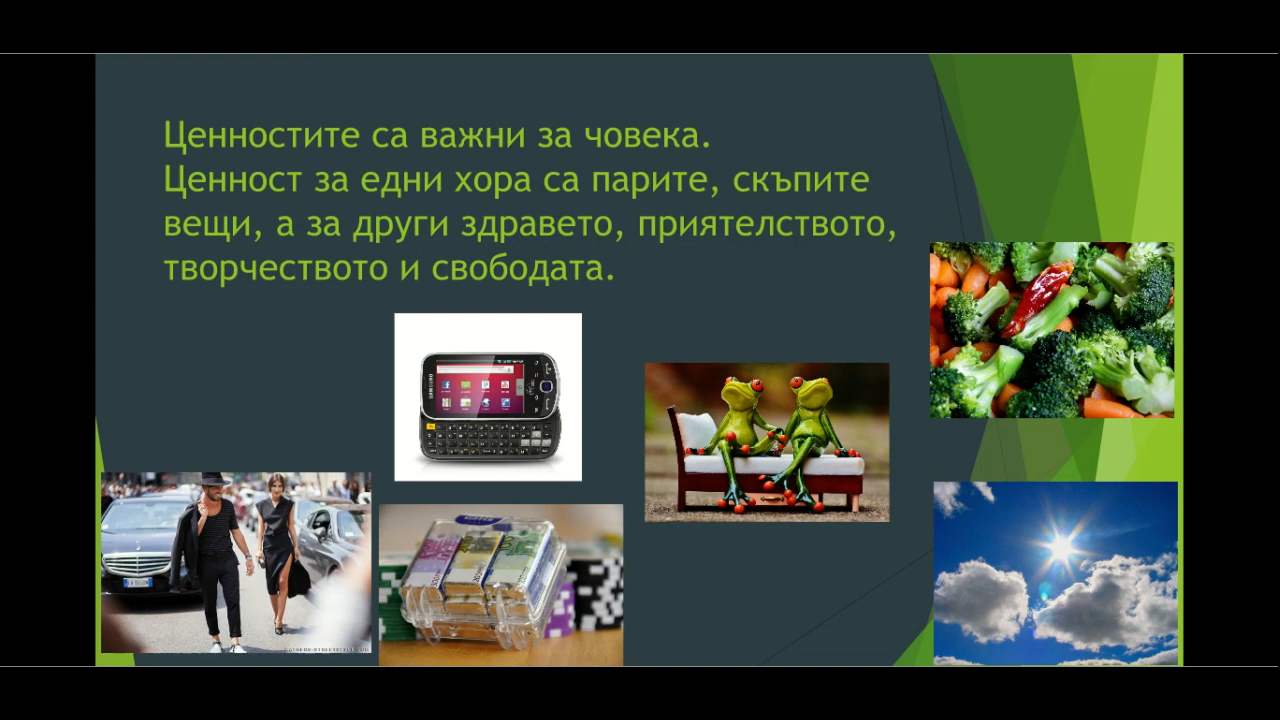 Ценностите са важни за човека.
Ценност за едни хора са парите, скъпите
вещи, а за други здравето, приятелството,
творчеството и свободата.
SAMSUNG